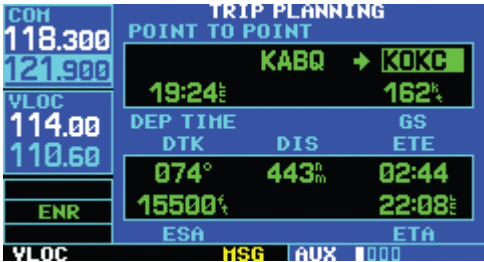 COM
TRIP PLANNING
118.300
POINT TO POINT
121.900
KABQ → KOKC
VLOC
19:24
162
114.00
DEP TIME
GS
110.60
DTK
DIS
ETE
074°
443
02:44
ENR
15500
22:08
ESA
ETA
VLOC
MSG
AUX